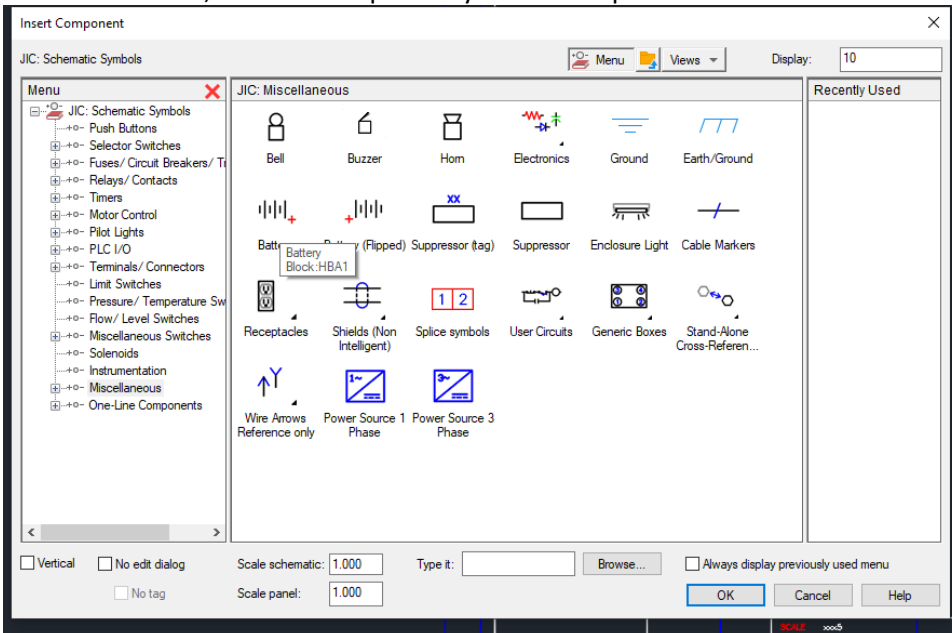 Insert Component
JIC: Schematic Symbols
Menu
Views
Display:
10
Menu
JIC: Schematic Symbols
Push Buttons
Selector Switches
Fuses/ Circuit Breakers/ Tr
Relays/ Contacts
Timers
Motor Control
Pilot Lights
PLC I/O
Terminals/ Connectors
Limit Switches
Pressure/ Temperature Sw
Flow/ Level Switches
Miscellaneous Switches
Solenoids
Instrumentation
Miscellaneous
One-Line Components
JIC: Miscellaneous
Bell
Buzzer
Horn
Electronics
Ground
Earth/Ground
XX
(Flipped)
Suppressor (tag)
Suppressor
Enclosure Light
Cable Markers
Battery
Block:HBA1
1 2
1 2
Receptacles
Shields (Non
Intelligent)
Splice symbols
User Circuits
Generic Boxes
Stand-Alone
Cross-Referen...
1~
3~
Wire Arrows
Reference only
Power Source 1
Phase
Power Source 3
Phase
Recently Used
Vertical
No edit dialog
No tag
Scale schematic: 1.000
Scale panel: 1.000
Type it:
Browse...
Always display previously used menu
OK
Cancel
Help
SCALE